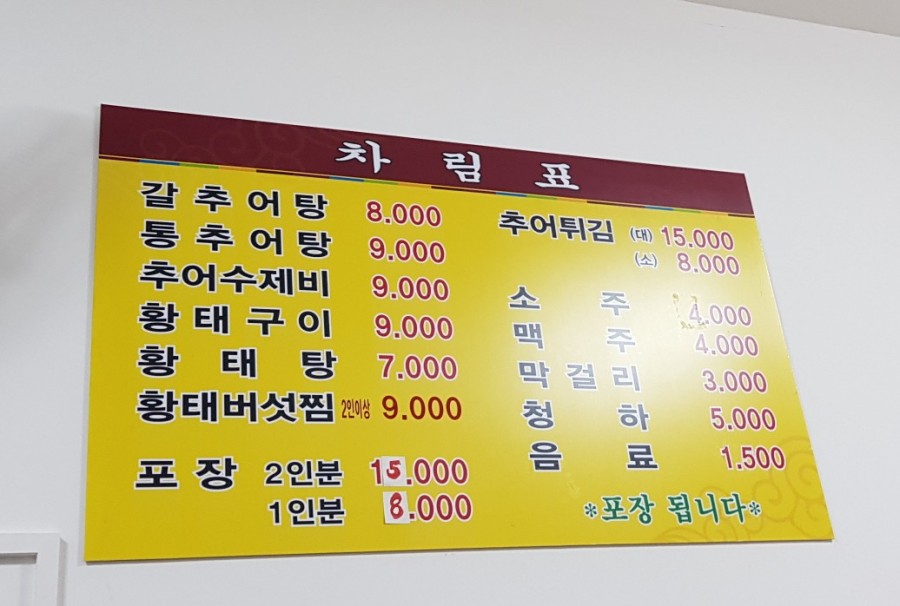 차림표
갈추어탕 8.000
통추어탕 9.000
추어수제비 9.000
황태구이 9.000
황태탕 7.000
황태버섯찜 2인이상 9.000
포장 2인분 15.000
1인분 8.000
추어튀김 (대) 15.000
(소) 8.000
소주 4.000
맥주 4.000
막걸리 3.000
청하 5.000
음료 1.500
*포장 됩니다*